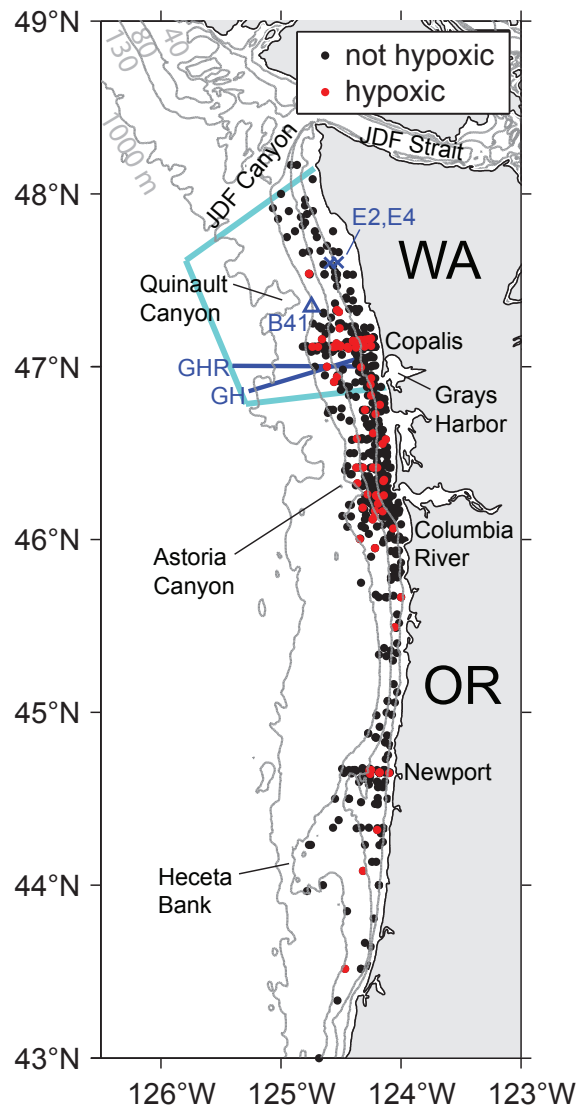 49°N
48°N
47°N
46°N
45°N
44°N
43°N
126°W
125°W
124°W
123°W
not hypoxic
hypoxic
40
80
130
1000 m
JDF Canyon
JDF Strait
E2,E4
WA
Quinault
Canyon
B41
Copalis
GHR
GH
Grays
Harbor
Astoria
Canyon
Columbia
River
OR
Newport
Heceta
Bank